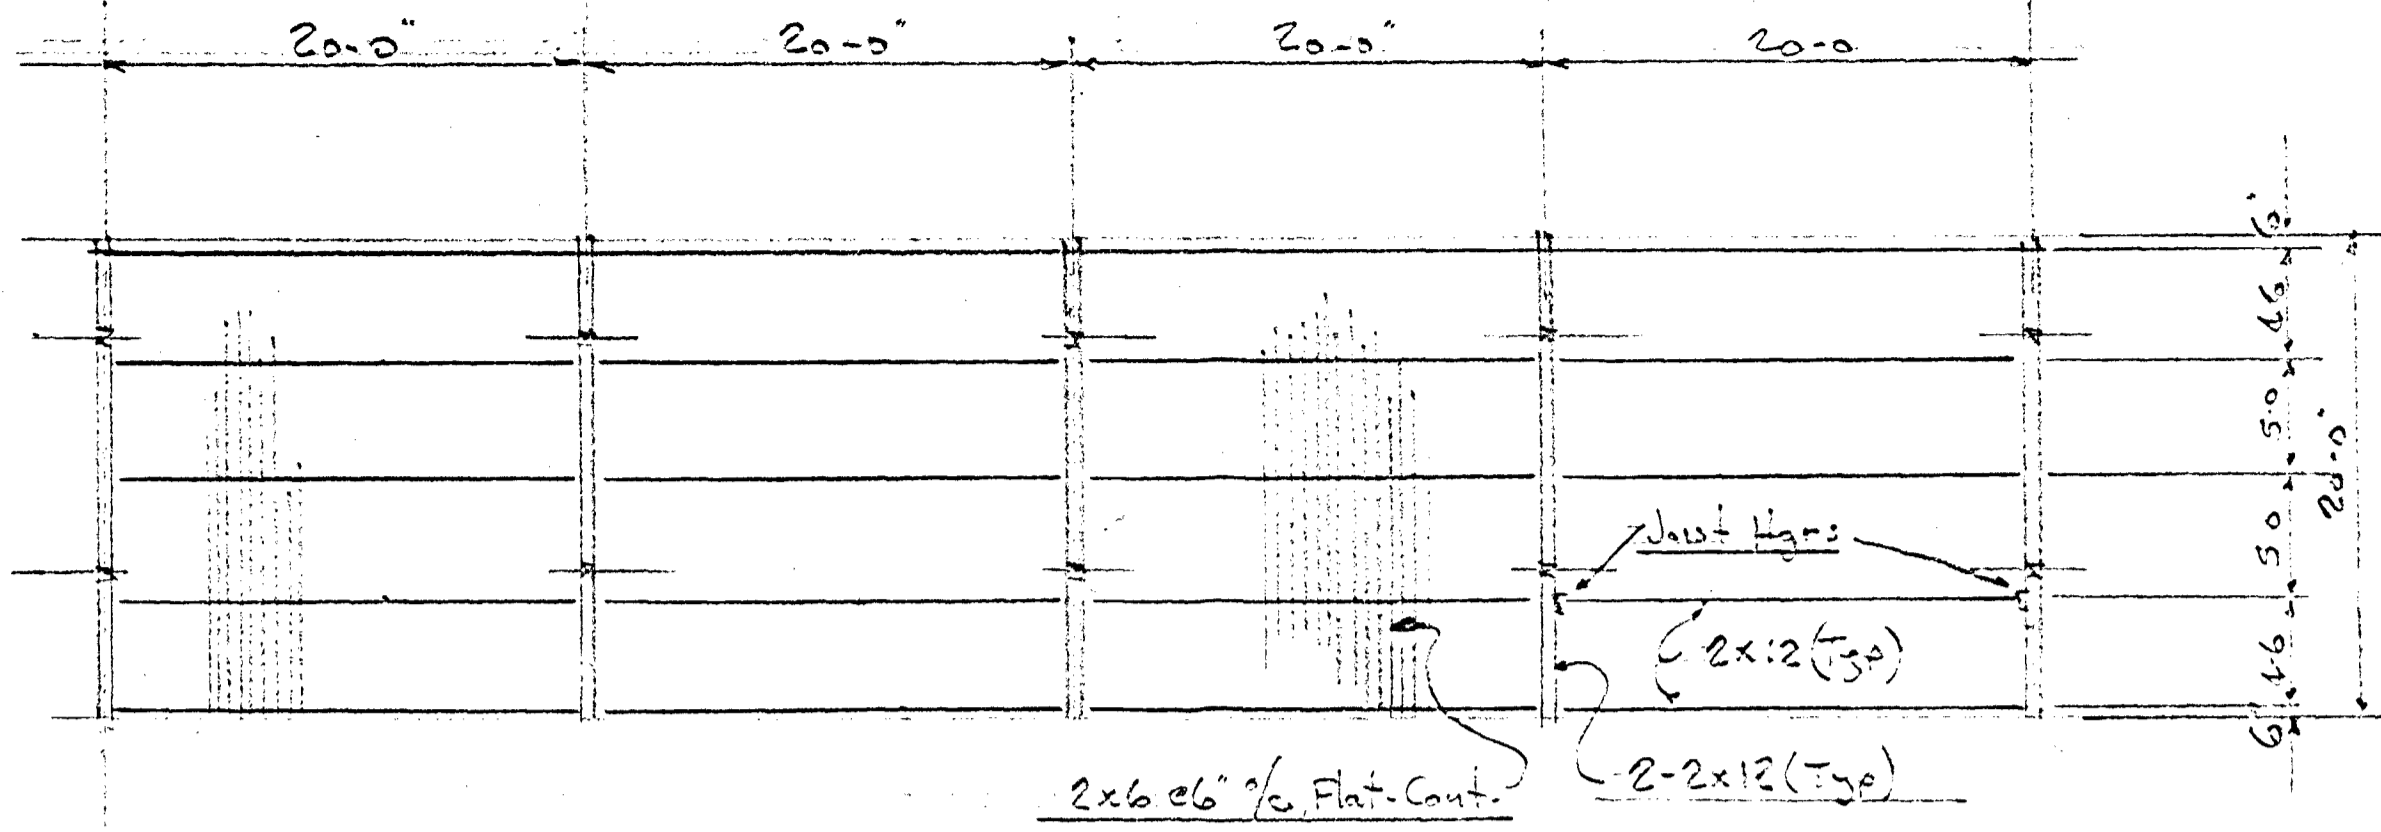 20-0"
20-0"
20-0"
20-0
6"
4 6
5 0
5 0
4 6
6"
20-0"
Joist Hgrs
2x12 (Typ)
2-2x12 (Typ)
2x6 @6" o/c, Flat-Cont.